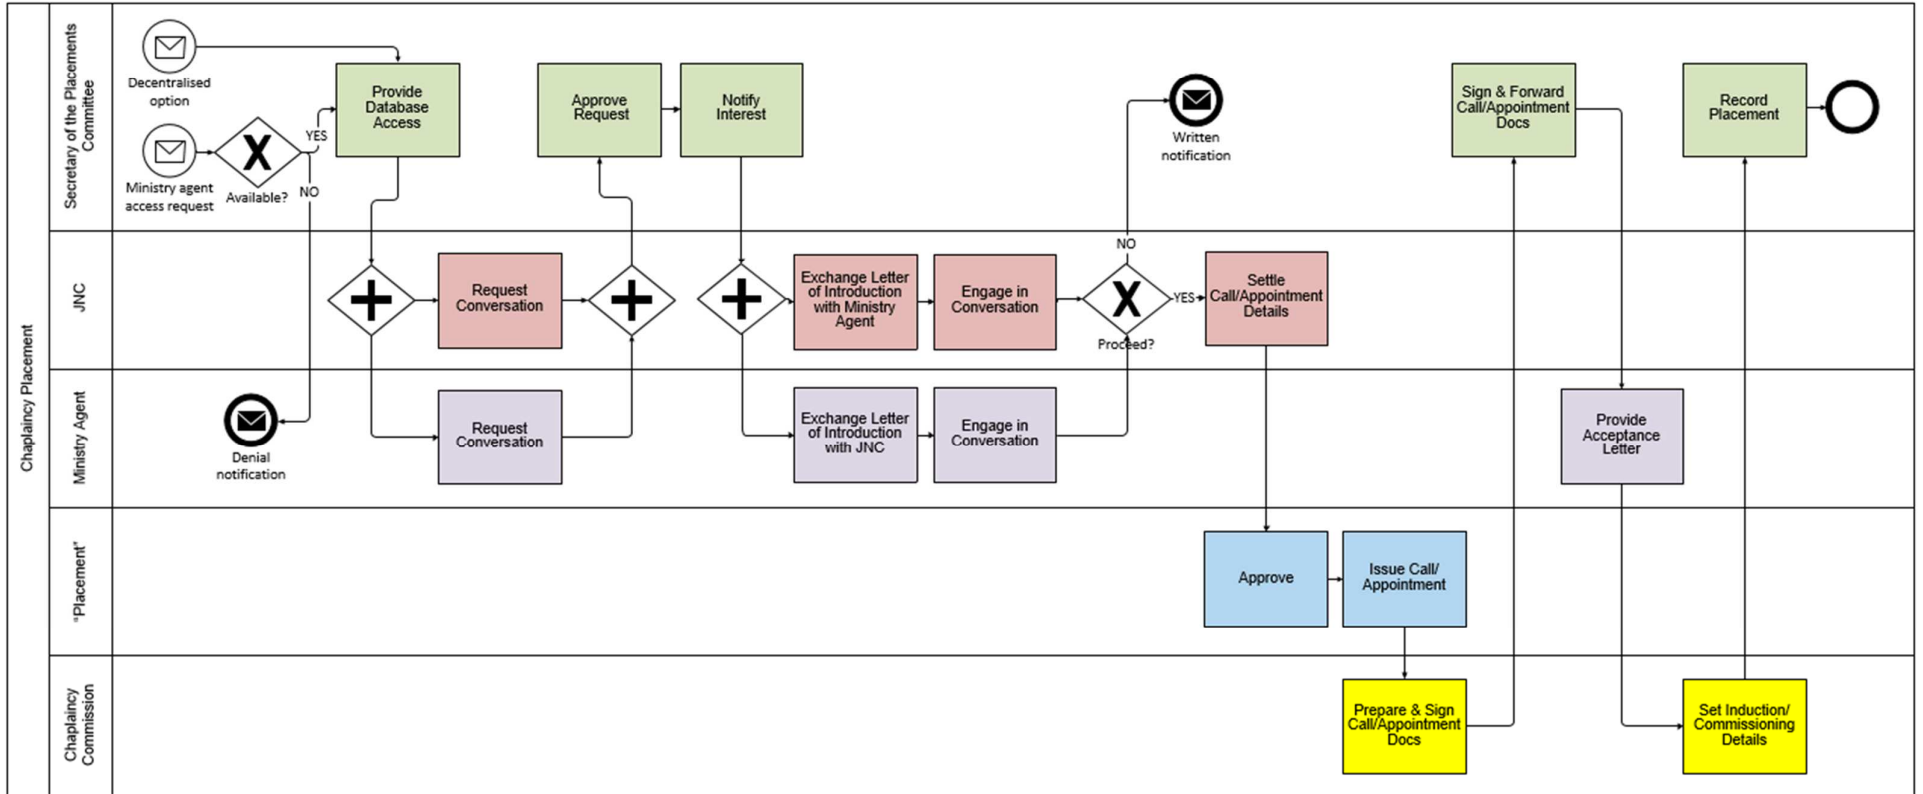 Chaplaincy Placement
Secretary of the Placements
Committee
Decentralised
option
Ministry agent
access request
Available?
YES
NO
Provide
Database
Access
Approve
Request
Notify
Interest
Written
notification
Sign & Forward
Call/Appointment
Docs
Record
Placement
JNC
Request
Conversation
Exchange Letter
of Introduction
with Ministry
Agent
Engage in
Conversation
NO
Proceed?
YES
Settle
Call/Appointment
Details
Ministry Agent
Denial
notification
Request
Conversation
Exchange Letter
of Introduction
with JNC
Engage in
Conversation
Provide
Acceptance
Letter
"Placement"
Approve
Issue Call/
Appointment
Chaplaincy
Commission
Prepare & Sign
Call/Appointment
Docs
Set Induction/
Commissioning
Details